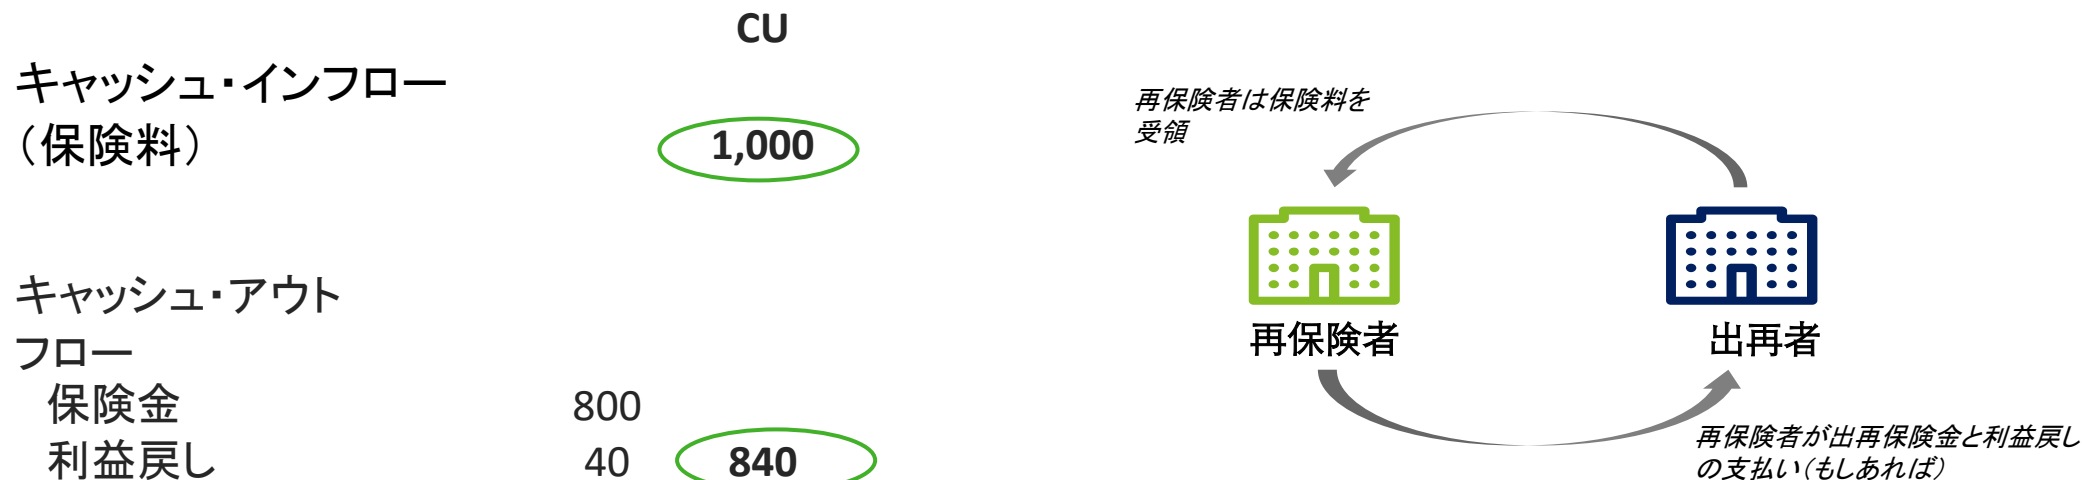 CU
キャッシュ・インフロー
（保険料）
1,000
キャッシュ・アウト
フロー
保険金 800
利益戻し 40 840
再保険者は保険料を
受領
再保険者
出再者
再保険者が出再保険金と利益戻し
の支払い（もしあれば）